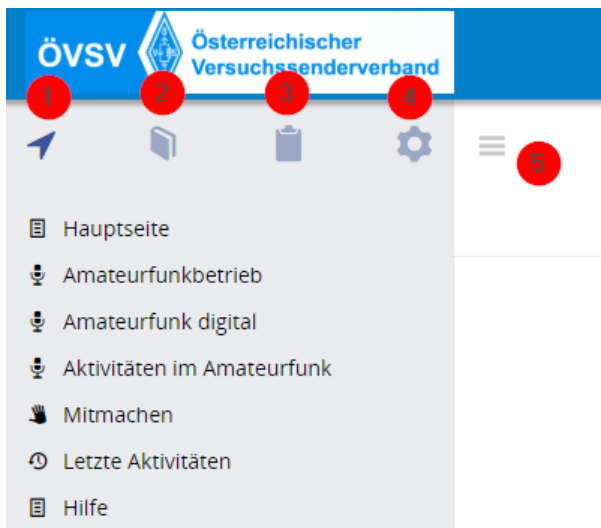 ÖVSV
Österreichischer
Versuchssenderverband
1
2
3
4
5
Hauptseite
Amateurfunkbetrieb
Amateurfunk digital
Aktivitäten im Amateurfunk
Mitmachen
Letzte Aktivitäten
Hilfe